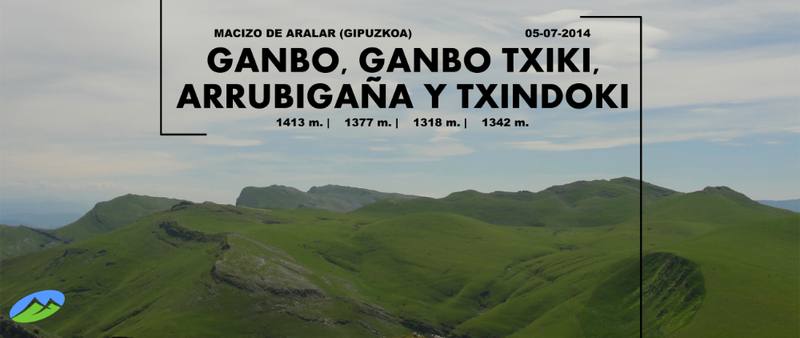 MACIZO DE ARALAR (GIPUZKOA) 05-07-2014
GANBO, GANBO TXIKI,
ARRUBIGAÑA Y TXINDOKI
1413 m. | 1377 m. | 1318 m. | 1342 m.